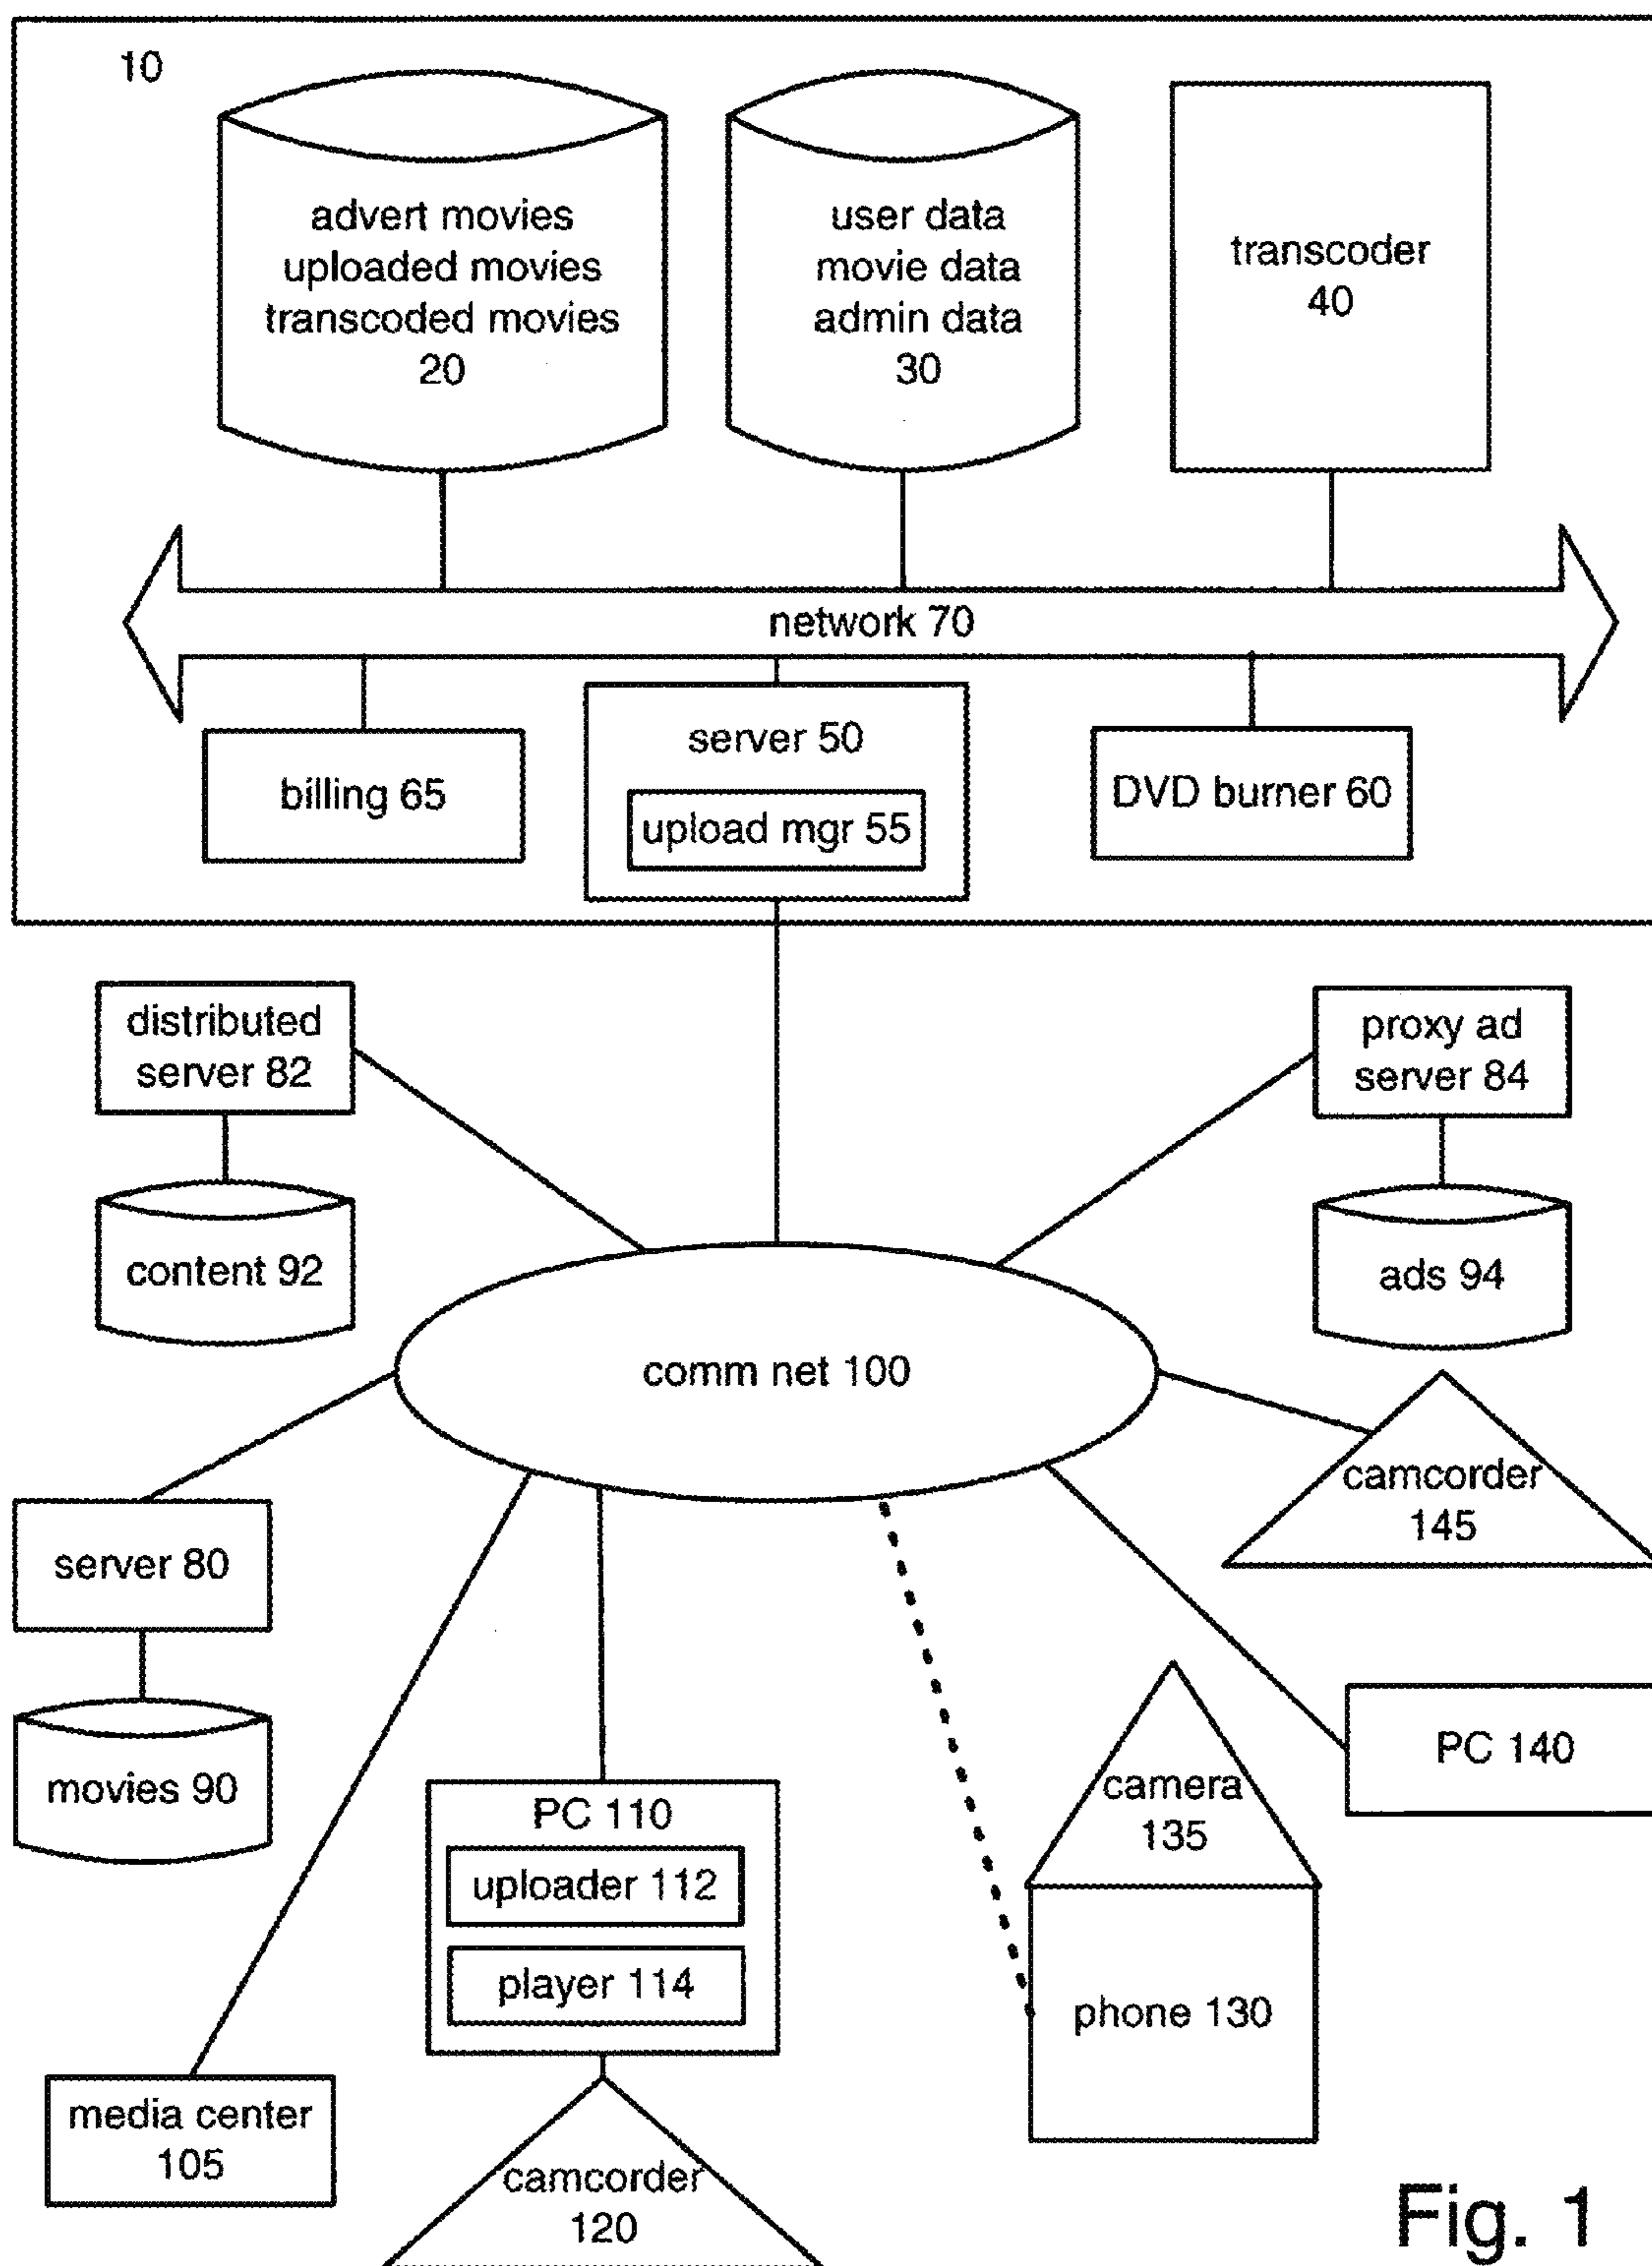 10
advert movies
uploaded movies
transcoded movies
20
user data
movie data
admin data
30
transcoder
40
network 70
billing 65
server 50
upload mgr 55
DVD burner 60
distributed
server 82
proxy ad
server 84
content 92
ads 94
comm net 100
camcorder
145
server 80
movies 90
PC 140
camera
135
PC 110
uploader 112
player 114
phone 130
media center
105
camcorder
120
Fig. 1